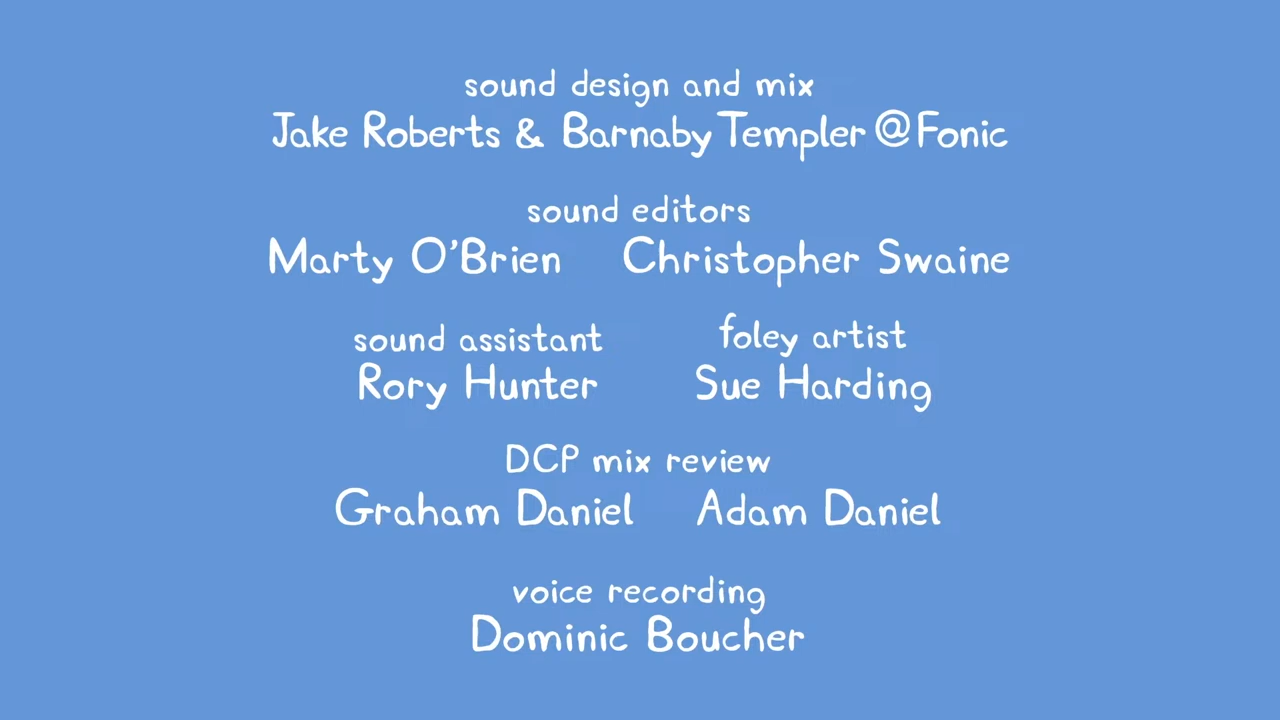 sound design and mix
Jake Roberts & Barnaby Templer @ Fonic
sound editors
Marty O'Brien Christopher Swaine
sound assistant foley artist
Rory Hunter Sue Harding
DCP mix review
Graham Daniel Adam Daniel
voice recording
Dominic Boucher